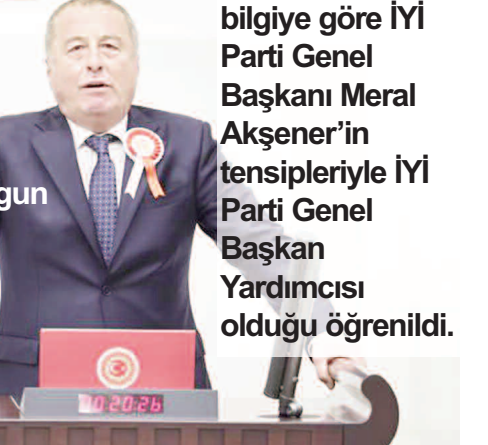 bilgiye göre İYİ
Parti Genel
Başkanı Meral
Akşener’in
tensipleriyle İYİ
Parti Genel
Başkan
Yardımcısı
olduğu öğrenildi.
gun
10:20:26